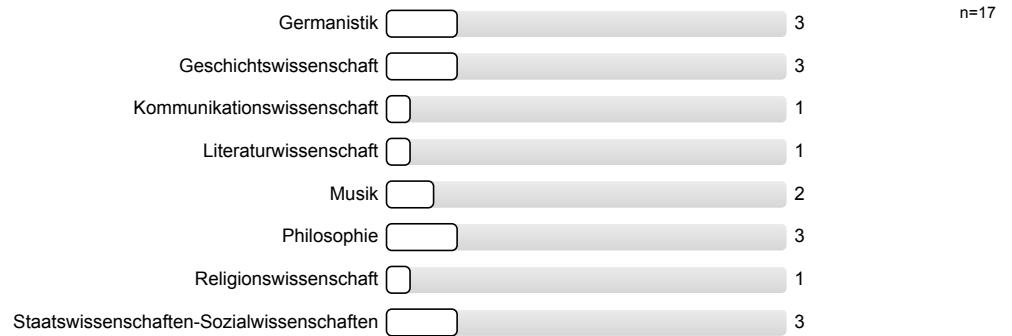 n=17
Germanistik 3
Geschichtswissenschaft 3
Kommunikationswissenschaft 1
Literaturwissenschaft 1
Musik 2
Philosophie 3
Religionswissenschaft 1
Staatswissenschaften-Sozialwissenschaften 3